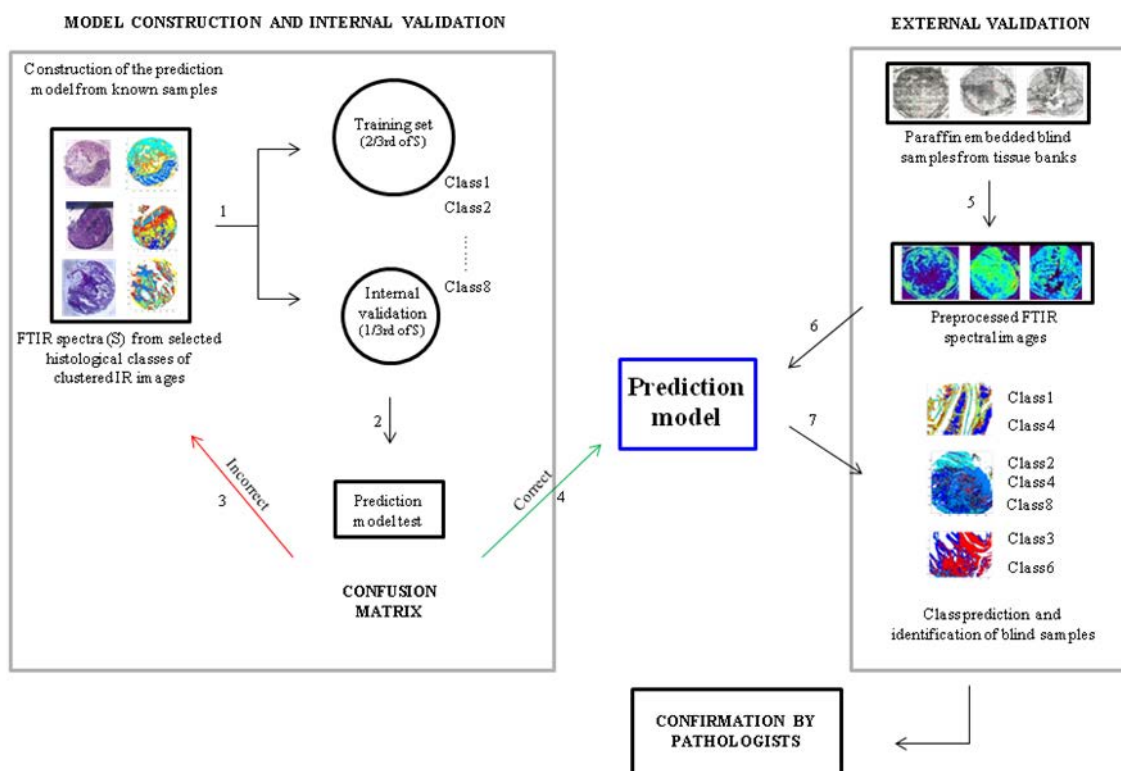 MODEL CONSTRUCTION AND INTERNAL VALIDATION
Construction of the prediction
model from known samples
1
Training set
(2/3rd of S)
Class1
Class2
Class8
Internal
validation
(1/3rd of S)
FTIR spectra (S) from selected
histological classes of
clustered IR images
2
Incorrect
3
Prediction
model test
Correct
4
CONFUSION
MATRIX
Prediction
model
EXTERNAL VALIDATION
Paraffin embedded blind
samples from tissue banks
5
Preprocessed FTIR
spectral images
6
7
Class1
Class4
Class2
Class4
Class8
Class3
Class6
Class prediction and
identification of blind samples
CONFIRMATION BY
PATHOLOGISTS